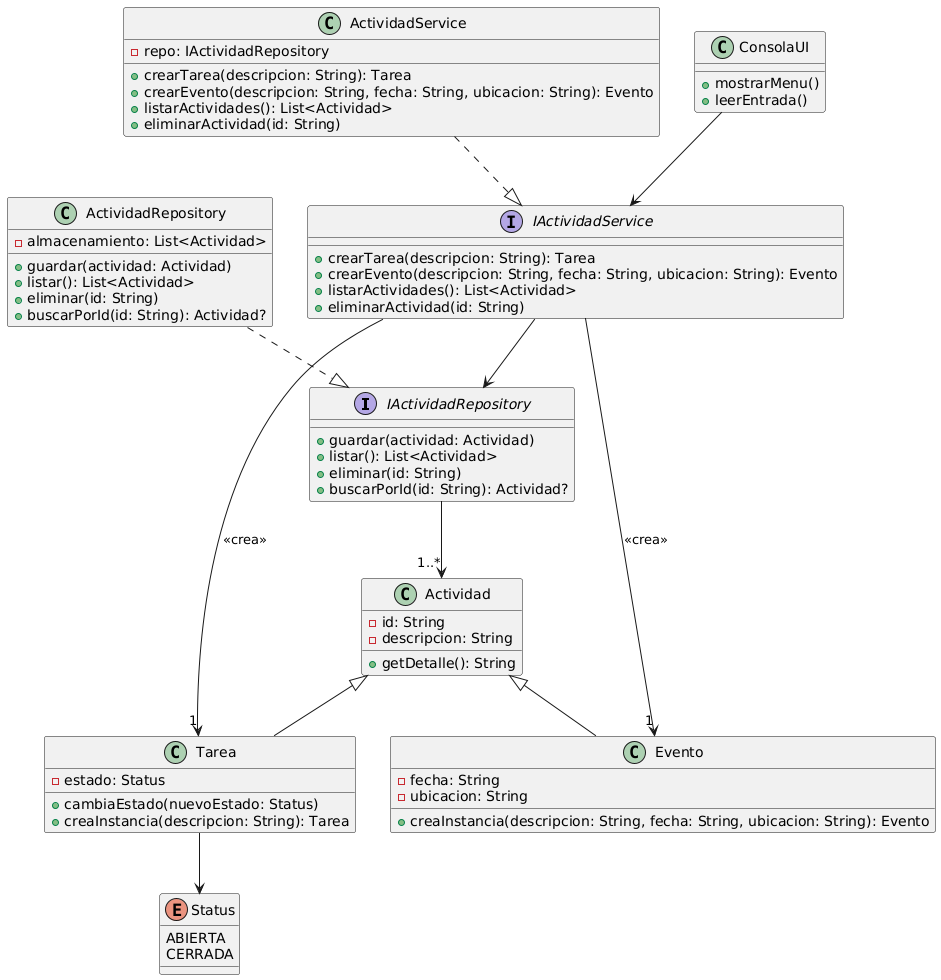 ActividadService
repo: IActividadRepository
crearTarea(descripcion: String): Tarea
crearEvento(descripcion: String, fecha: String, ubicacion: String): Evento
listarActividades(): List<Actividad>
eliminarActividad(id: String)
ConsolaUI
mostrarMenu()
leerEntrada()
ActividadRepository
almacenamiento: List<Actividad>
guardar(actividad: Actividad)
listar(): List<Actividad>
eliminar(id: String)
buscarPorId(id: String): Actividad?
IActividadService
crearTarea(descripcion: String): Tarea
crearEvento(descripcion: String, fecha: String, ubicacion: String): Evento
listarActividades(): List<Actividad>
eliminarActividad(id: String)
IActividadRepository
guardar(actividad: Actividad)
listar(): List<Actividad>
eliminar(id: String)
buscarPorId(id: String): Actividad?
«crea»
«crea»
1..*
Actividad
id: String
descripcion: String
getDetalle(): String
1
1
Tarea
estado: Status
cambiaEstado(nuevoEstado: Status)
creaInstancia(descripcion: String): Tarea
Evento
fecha: String
ubicacion: String
creaInstancia(descripcion: String, fecha: String, ubicacion: String): Evento
Status
ABIERTA
CERRADA